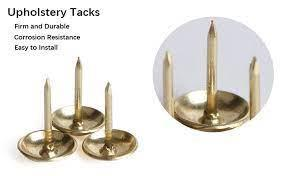 Upholstery Tacks
Firm and Durable
Corrosion Resistance
Easy to Install